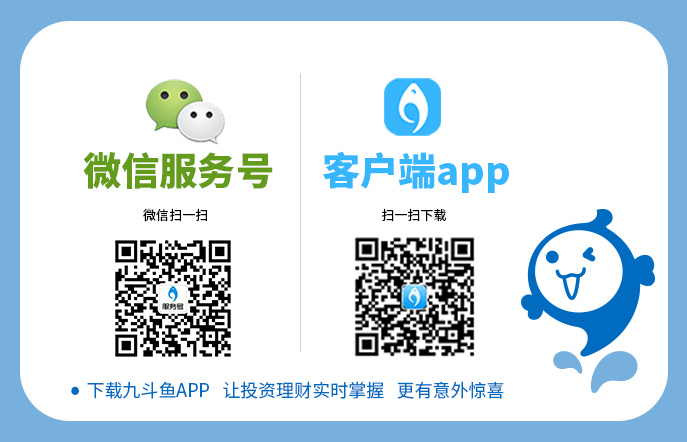 微信服务号
微信扫一扫
服务号
客户端app
扫一扫下载
下载九斗鱼APP 让投资理财实时掌握 更有意外惊喜